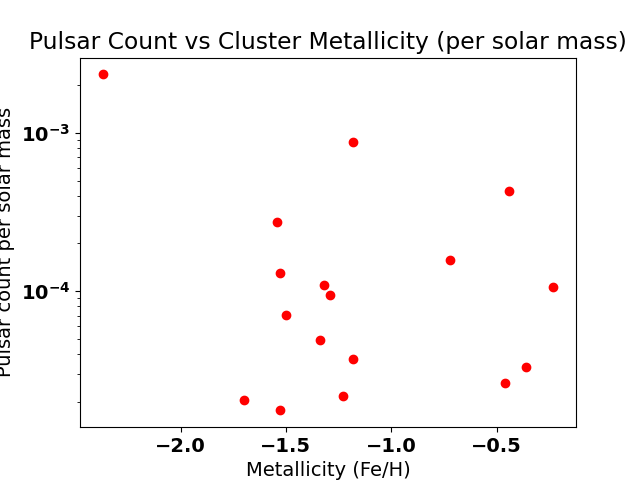 Pulsar Count vs Cluster Metallicity (per solar mass)
Pulsar count per solar mass
10⁻³
10⁻⁴
−2.0 −1.5 −1.0 −0.5
Metallicity (Fe/H)